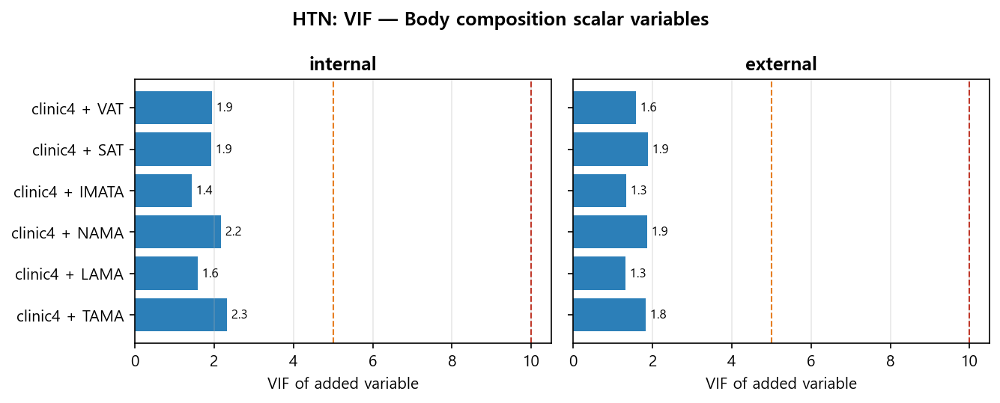 HTN: VIF — Body composition scalar variables
internal
clinic4 + VAT
clinic4 + SAT
clinic4 + IMATA
clinic4 + NAMA
clinic4 + LAMA
clinic4 + TAMA
1.9
1.9
1.4
2.2
1.6
2.3
0 2 4 6 8 10
VIF of added variable
external
1.6
1.9
1.3
1.9
1.3
1.8
0 2 4 6 8 10
VIF of added variable